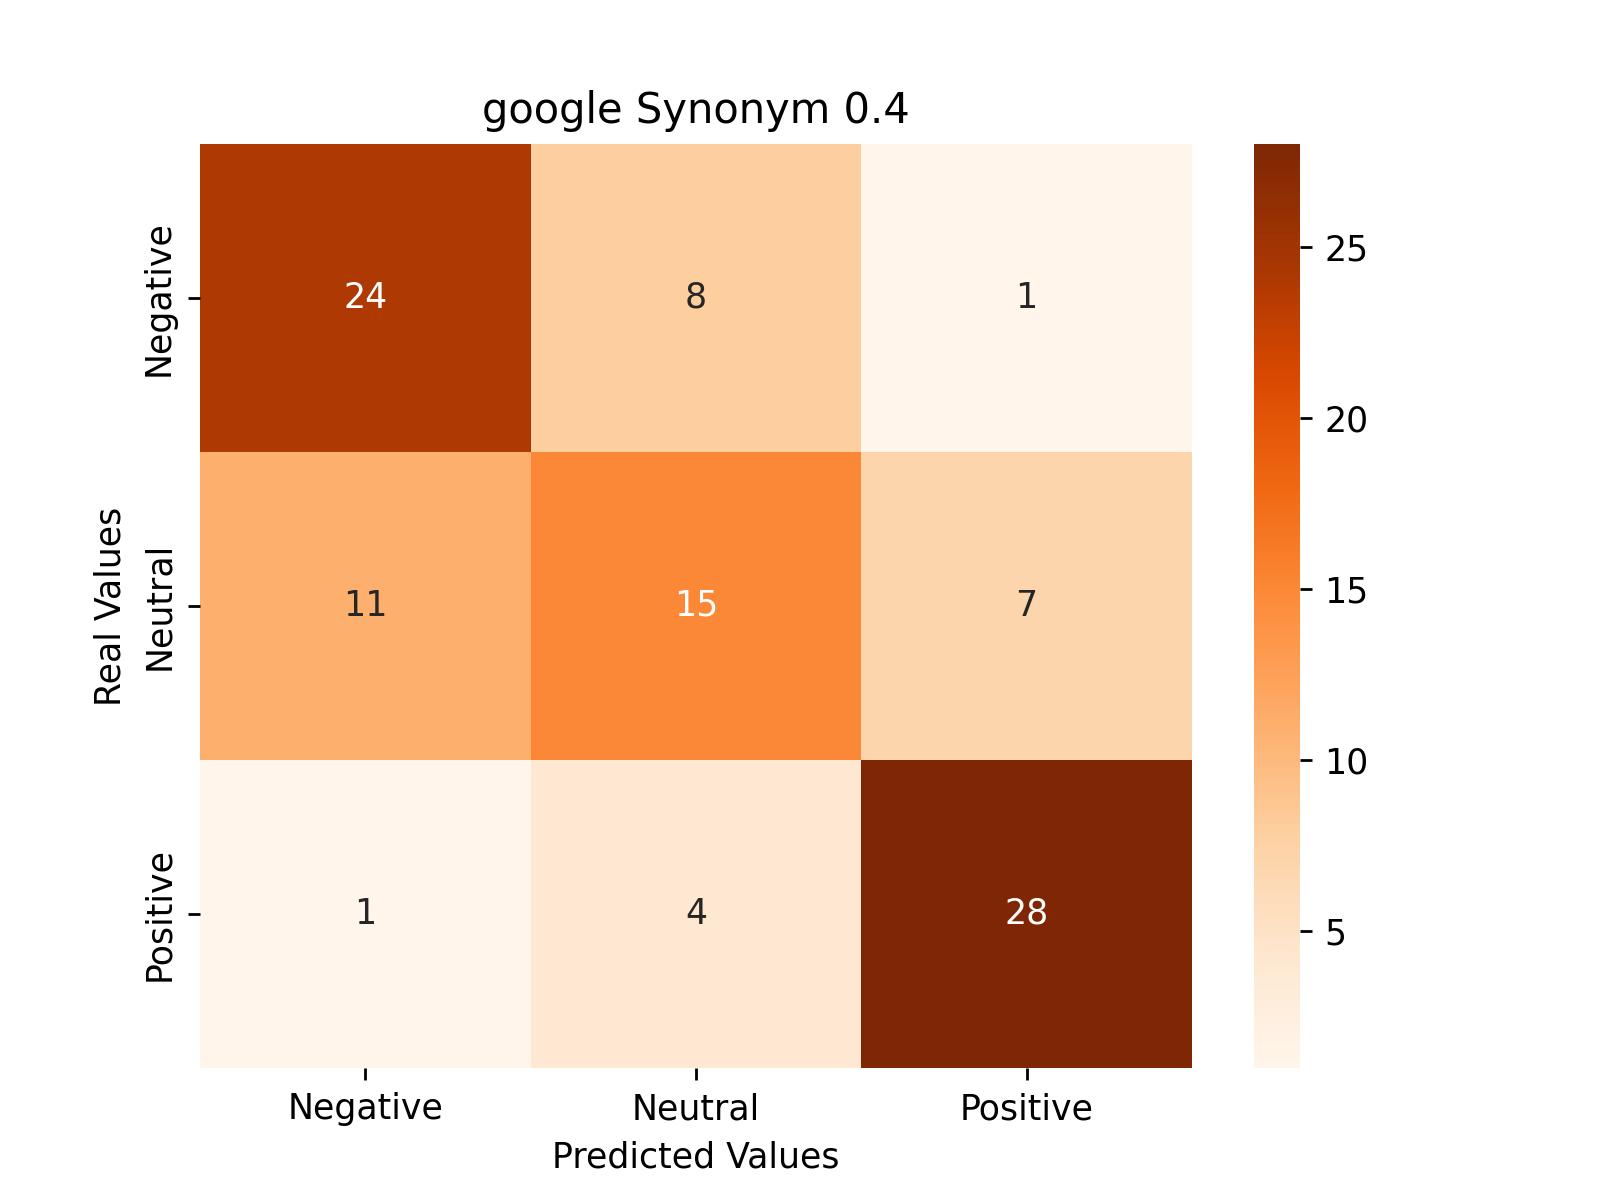 google Synonym 0.4
Real Values
Negative
24 8 1
Neutral
11 15 7
Positive
1 4 28
Negative Neutral Positive
Predicted Values
25
20
15
10
5